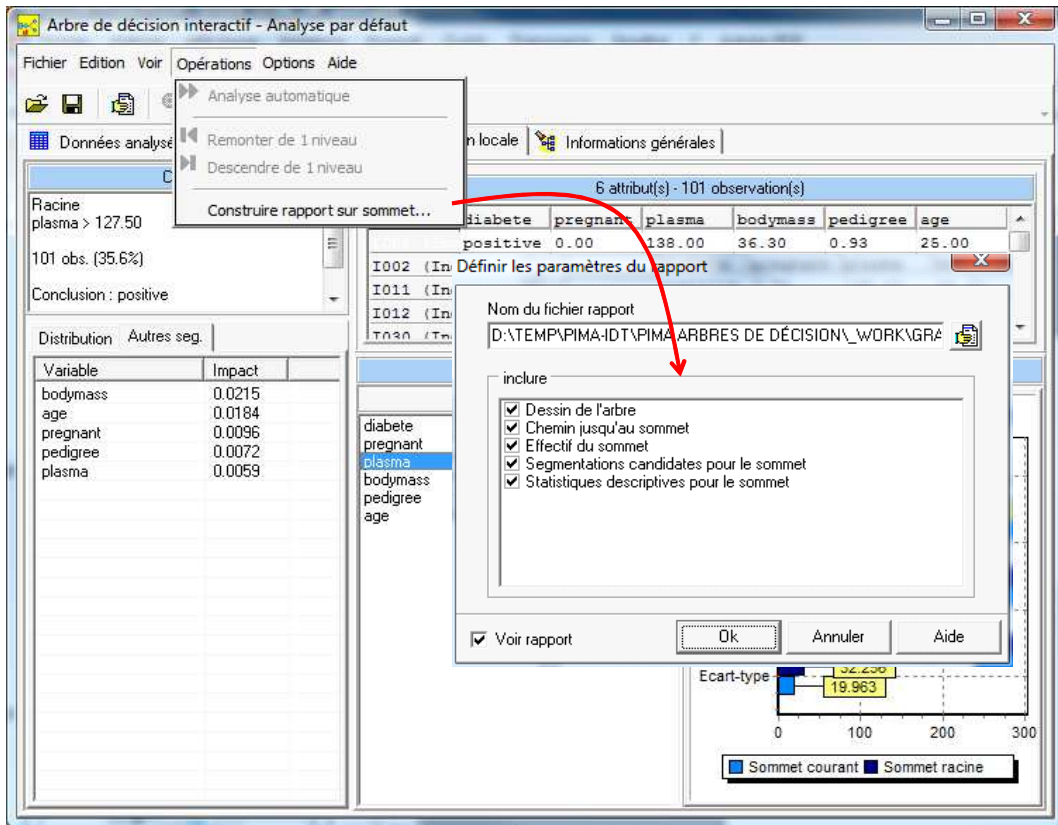 Arbre de décision interactif - Analyse par défaut
Fichier Edition Voir Opérations Options Aide
Analyse automatique
Remonter de 1 niveau
Descendre de 1 niveau
Construire rapport sur sommet...
Données analysé
n locale
Informations générales
C
Racine
plasma > 127.50
101 obs. (35.6%)
Conclusion : positive
6 attribut(s) - 101 observation(s)
diabete pregnant plasma bodymass pedigree age
positive 0.00 138.00 36.30 0.93 25.00
I002 (In
I011 (In
I012 (In
I030 (In
Distribution Autres seg.
Variable Impact
bodymass 0.0215
age 0.0184
pregnant 0.0096
pedigree 0.0072
plasma 0.0059
diabete
pregnant
plasma
bodymass
pedigree
age
Définir les paramètres du rapport
Nom du fichier rapport
D:\TEMP\PIMA-IDT\PIMA ARBRES DE DÉCISION\_WORK\GRA
inclure
Dessin de l'arbre
Chemin jusqu'au sommet
Effectif du sommet
Segmentations candidates pour le sommet
Statistiques descriptives pour le sommet
Voir rapport
Ok Annuler Aide
Ecart-type
32.256
19.963
0 100 200 300
Sommet courant Sommet racine